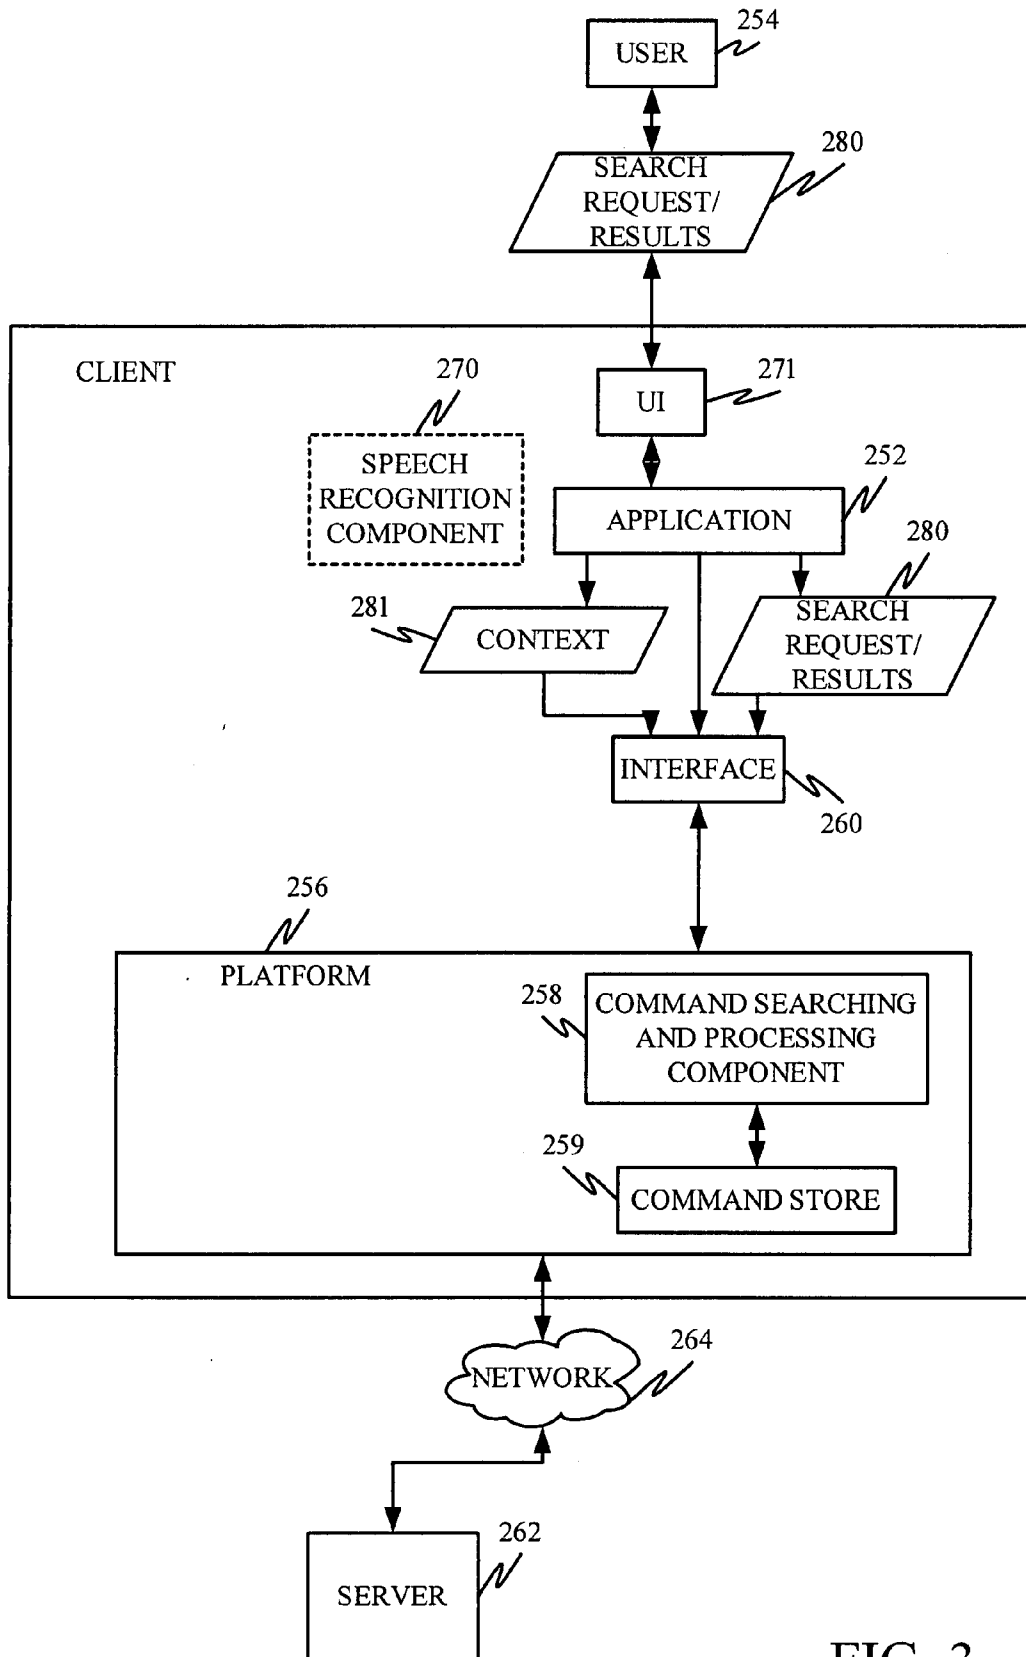 254
USER
280
SEARCH
REQUEST/
RESULTS
CLIENT
270
271
UI
SPEECH
RECOGNITION
COMPONENT
252
APPLICATION
280
281
CONTEXT
SEARCH
REQUEST/
RESULTS
INTERFACE
260
256
PLATFORM
258
COMMAND SEARCHING
AND PROCESSING
COMPONENT
259
COMMAND STORE
NETWORK
264
262
SERVER
FIG. 3